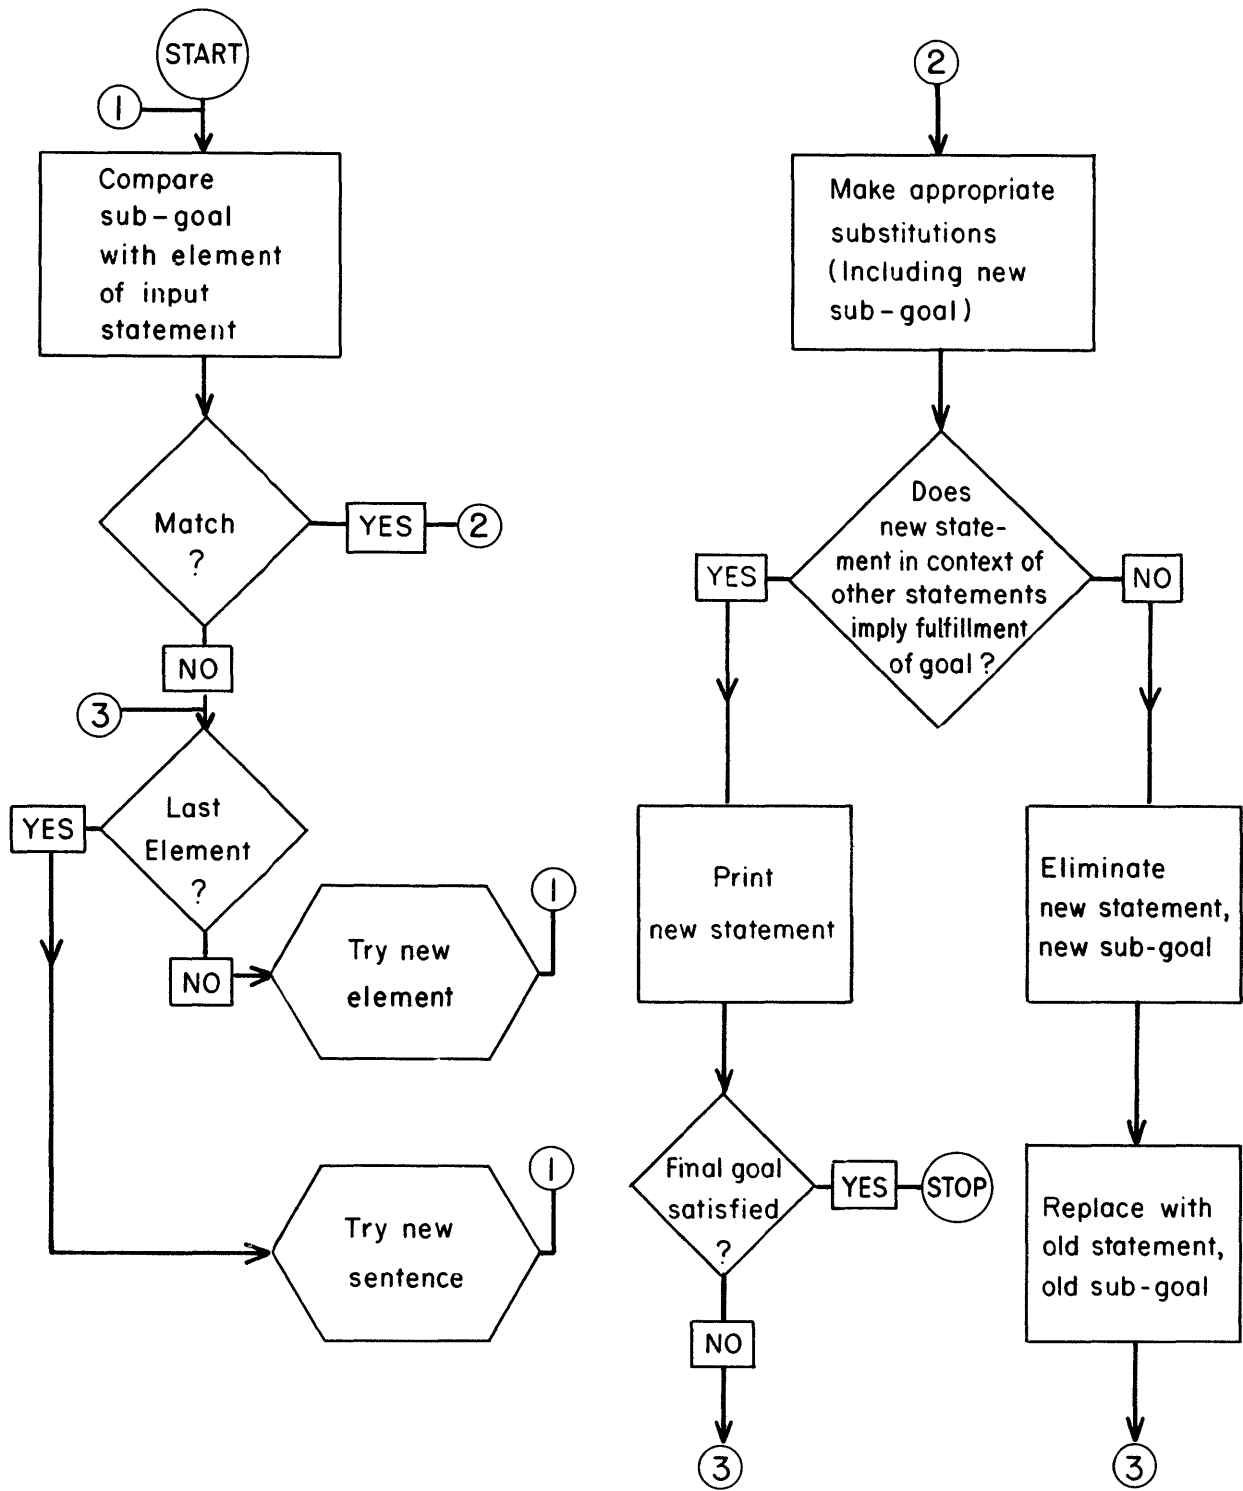 START
1
Compare
sub-goal
with element
of input
statement
Match
?
YES
2
NO
3
Last
Element
?
YES
NO
Try new
element
1
Try new
sentence
1
2
Make appropriate
substitutions
(Including new
sub-goal)
Does
new state-
ment in context of
other statements
imply fulfillment
of goal?
YES
NO
Print
new statement
Eliminate
new statement,
new sub-goal
Final goal
satisfied
?
YES
STOP
Replace with
old statement,
old sub-goal
NO
3
3